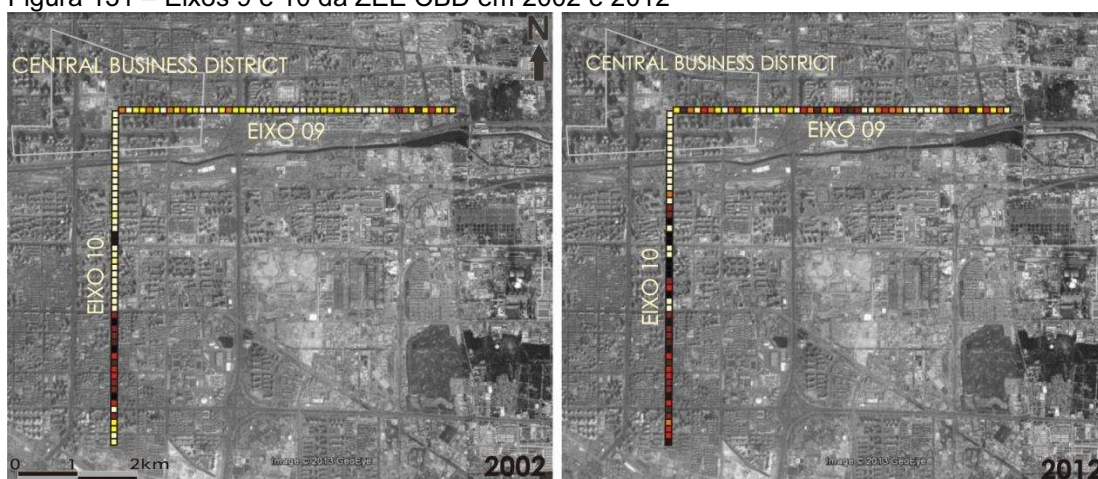 Figura 151 – Eixos 9 e 10 da ZEE CBD em 2002 e 2012
N
CENTRAL BUSINESS DISTRICT
EIXO 09
EIXO 10
0 1 2km
Image © 2013 GeoEye
2002
CENTRAL BUSINESS DISTRICT
EIXO 09
EIXO 10
Image © 2013 GeoEye
2012